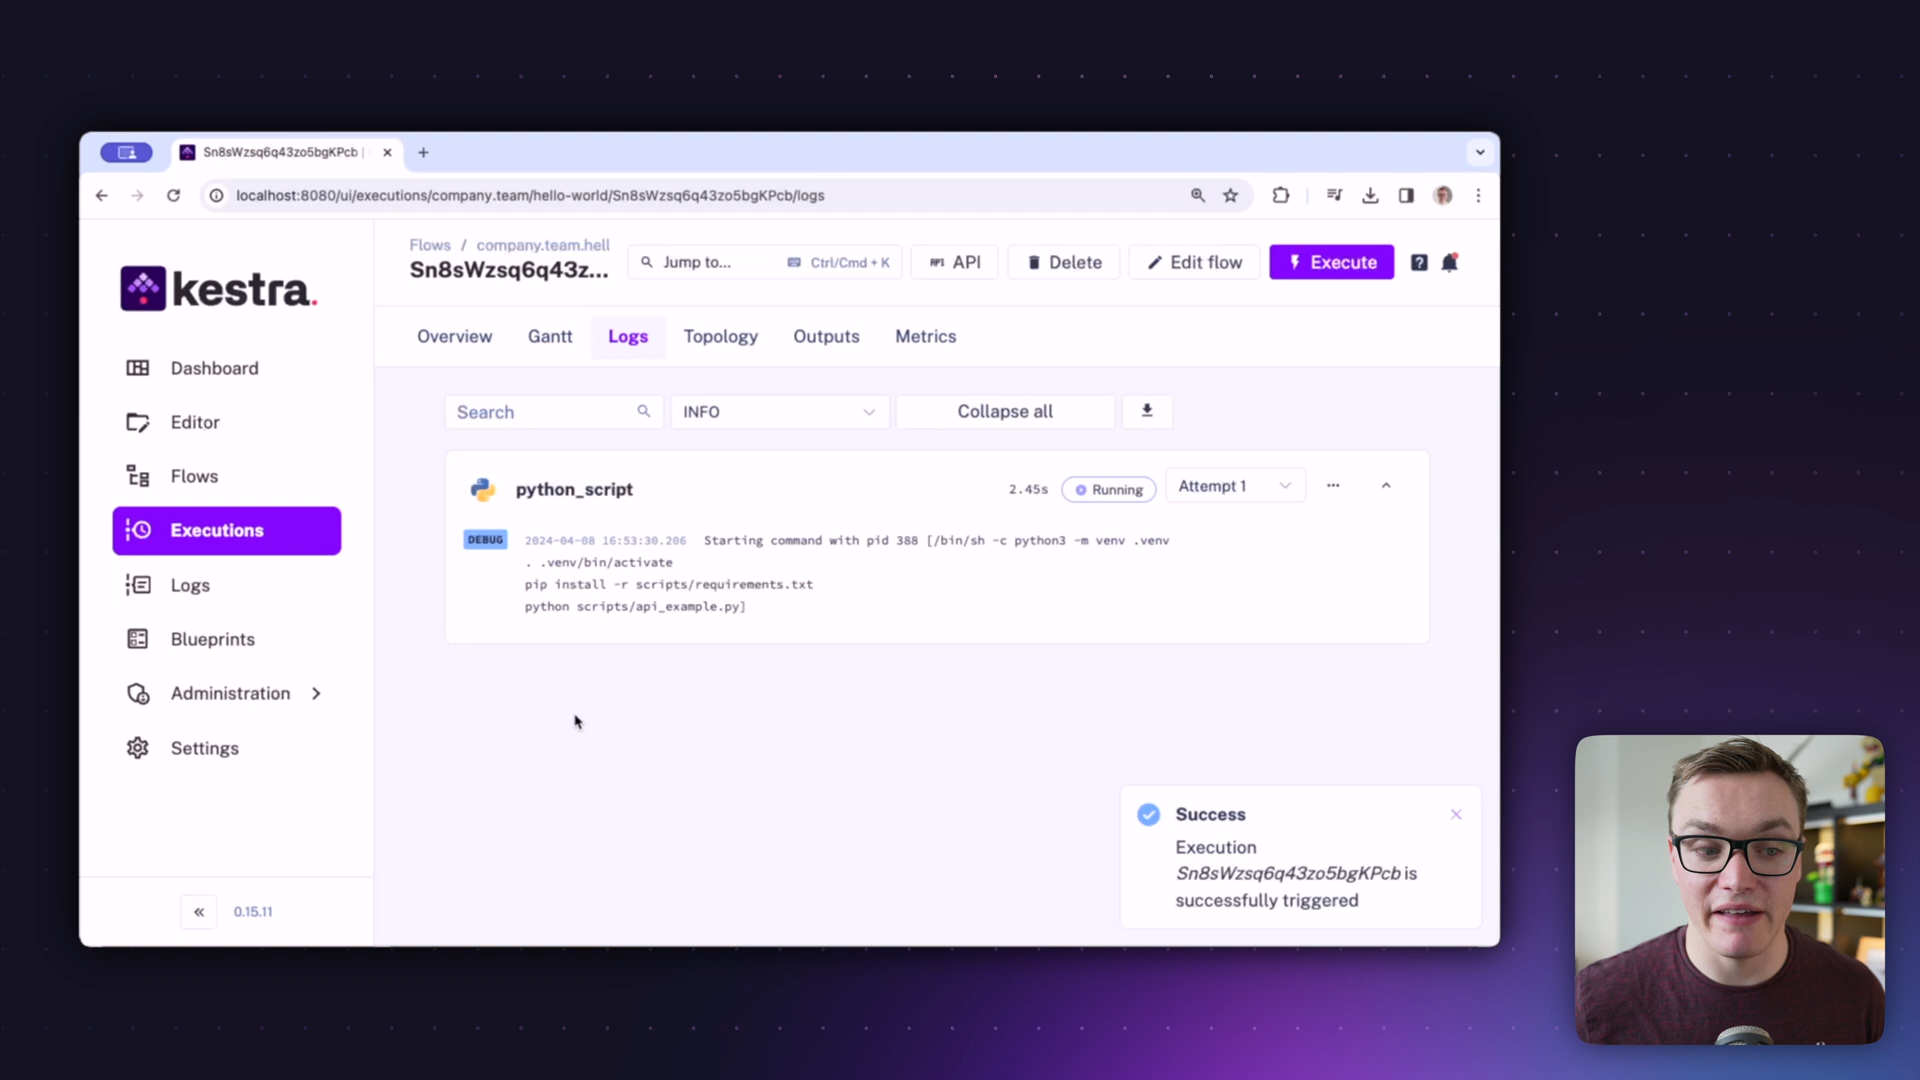 Sn8sWzsq6q43zo5bgKPcb |
localhost:8080/ui/executions/company.team/hello-world/Sn8sWzsq6q43zo5bgKPcb/logs
kestra.
Dashboard
Editor
Flows
Executions
Logs
Blueprints
Administration
Settings
0.15.11
Flows / company.team.hell
Sn8sWzsq6q43z...
Jump to...
Ctrl/Cmd + K
API API
Delete
Edit flow
Execute
Overview
Gantt
Logs
Topology
Outputs
Metrics
Search
INFO
Collapse all
python_script
2.45s
Running
Attempt 1
DEBUG 2024-04-08 16:53:30.206 Starting command with pid 388 [/bin/sh -c python3 -m venv .venv
. .venv/bin/activate
pip install -r scripts/requirements.txt
python scripts/api_example.py]
Success
Execution
Sn8sWzsq6q43zo5bgKPcb is
successfully triggered